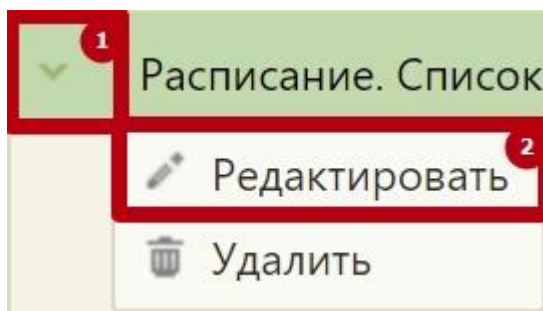 1
Расписание. Список
2
Редактировать
Удалить